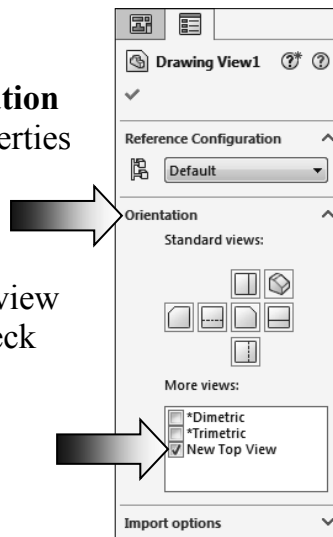 Drawing View1
ation
erties
Reference Configuration
Default
Orientation
Standard views:
view
eck
More views:
*Dimetric
*Trimetric
New Top View
Import options